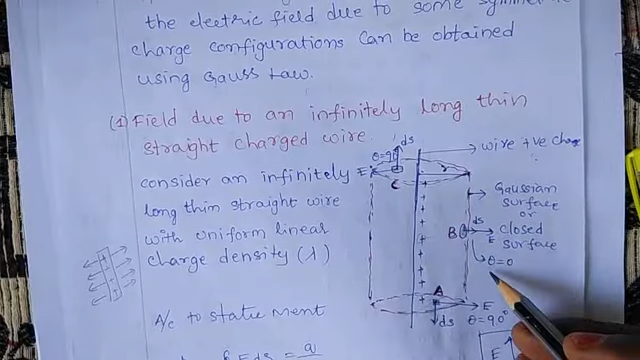 the electric field due to some symme
charge configurations can be obtained
using Gauss Law.
(1) Field due to an infinitely long thin
straight charged wire.
consider an infinitely
long thin straight wire
with uniform linear
charge density (λ)
A/c to statement
∮ E ds = q
θ=90°
ds
wire +ve charge
E
r
C
Gaussian
surface
or
closed
surface
B
ds
E
θ=0
A
E
ds
θ=90°
E